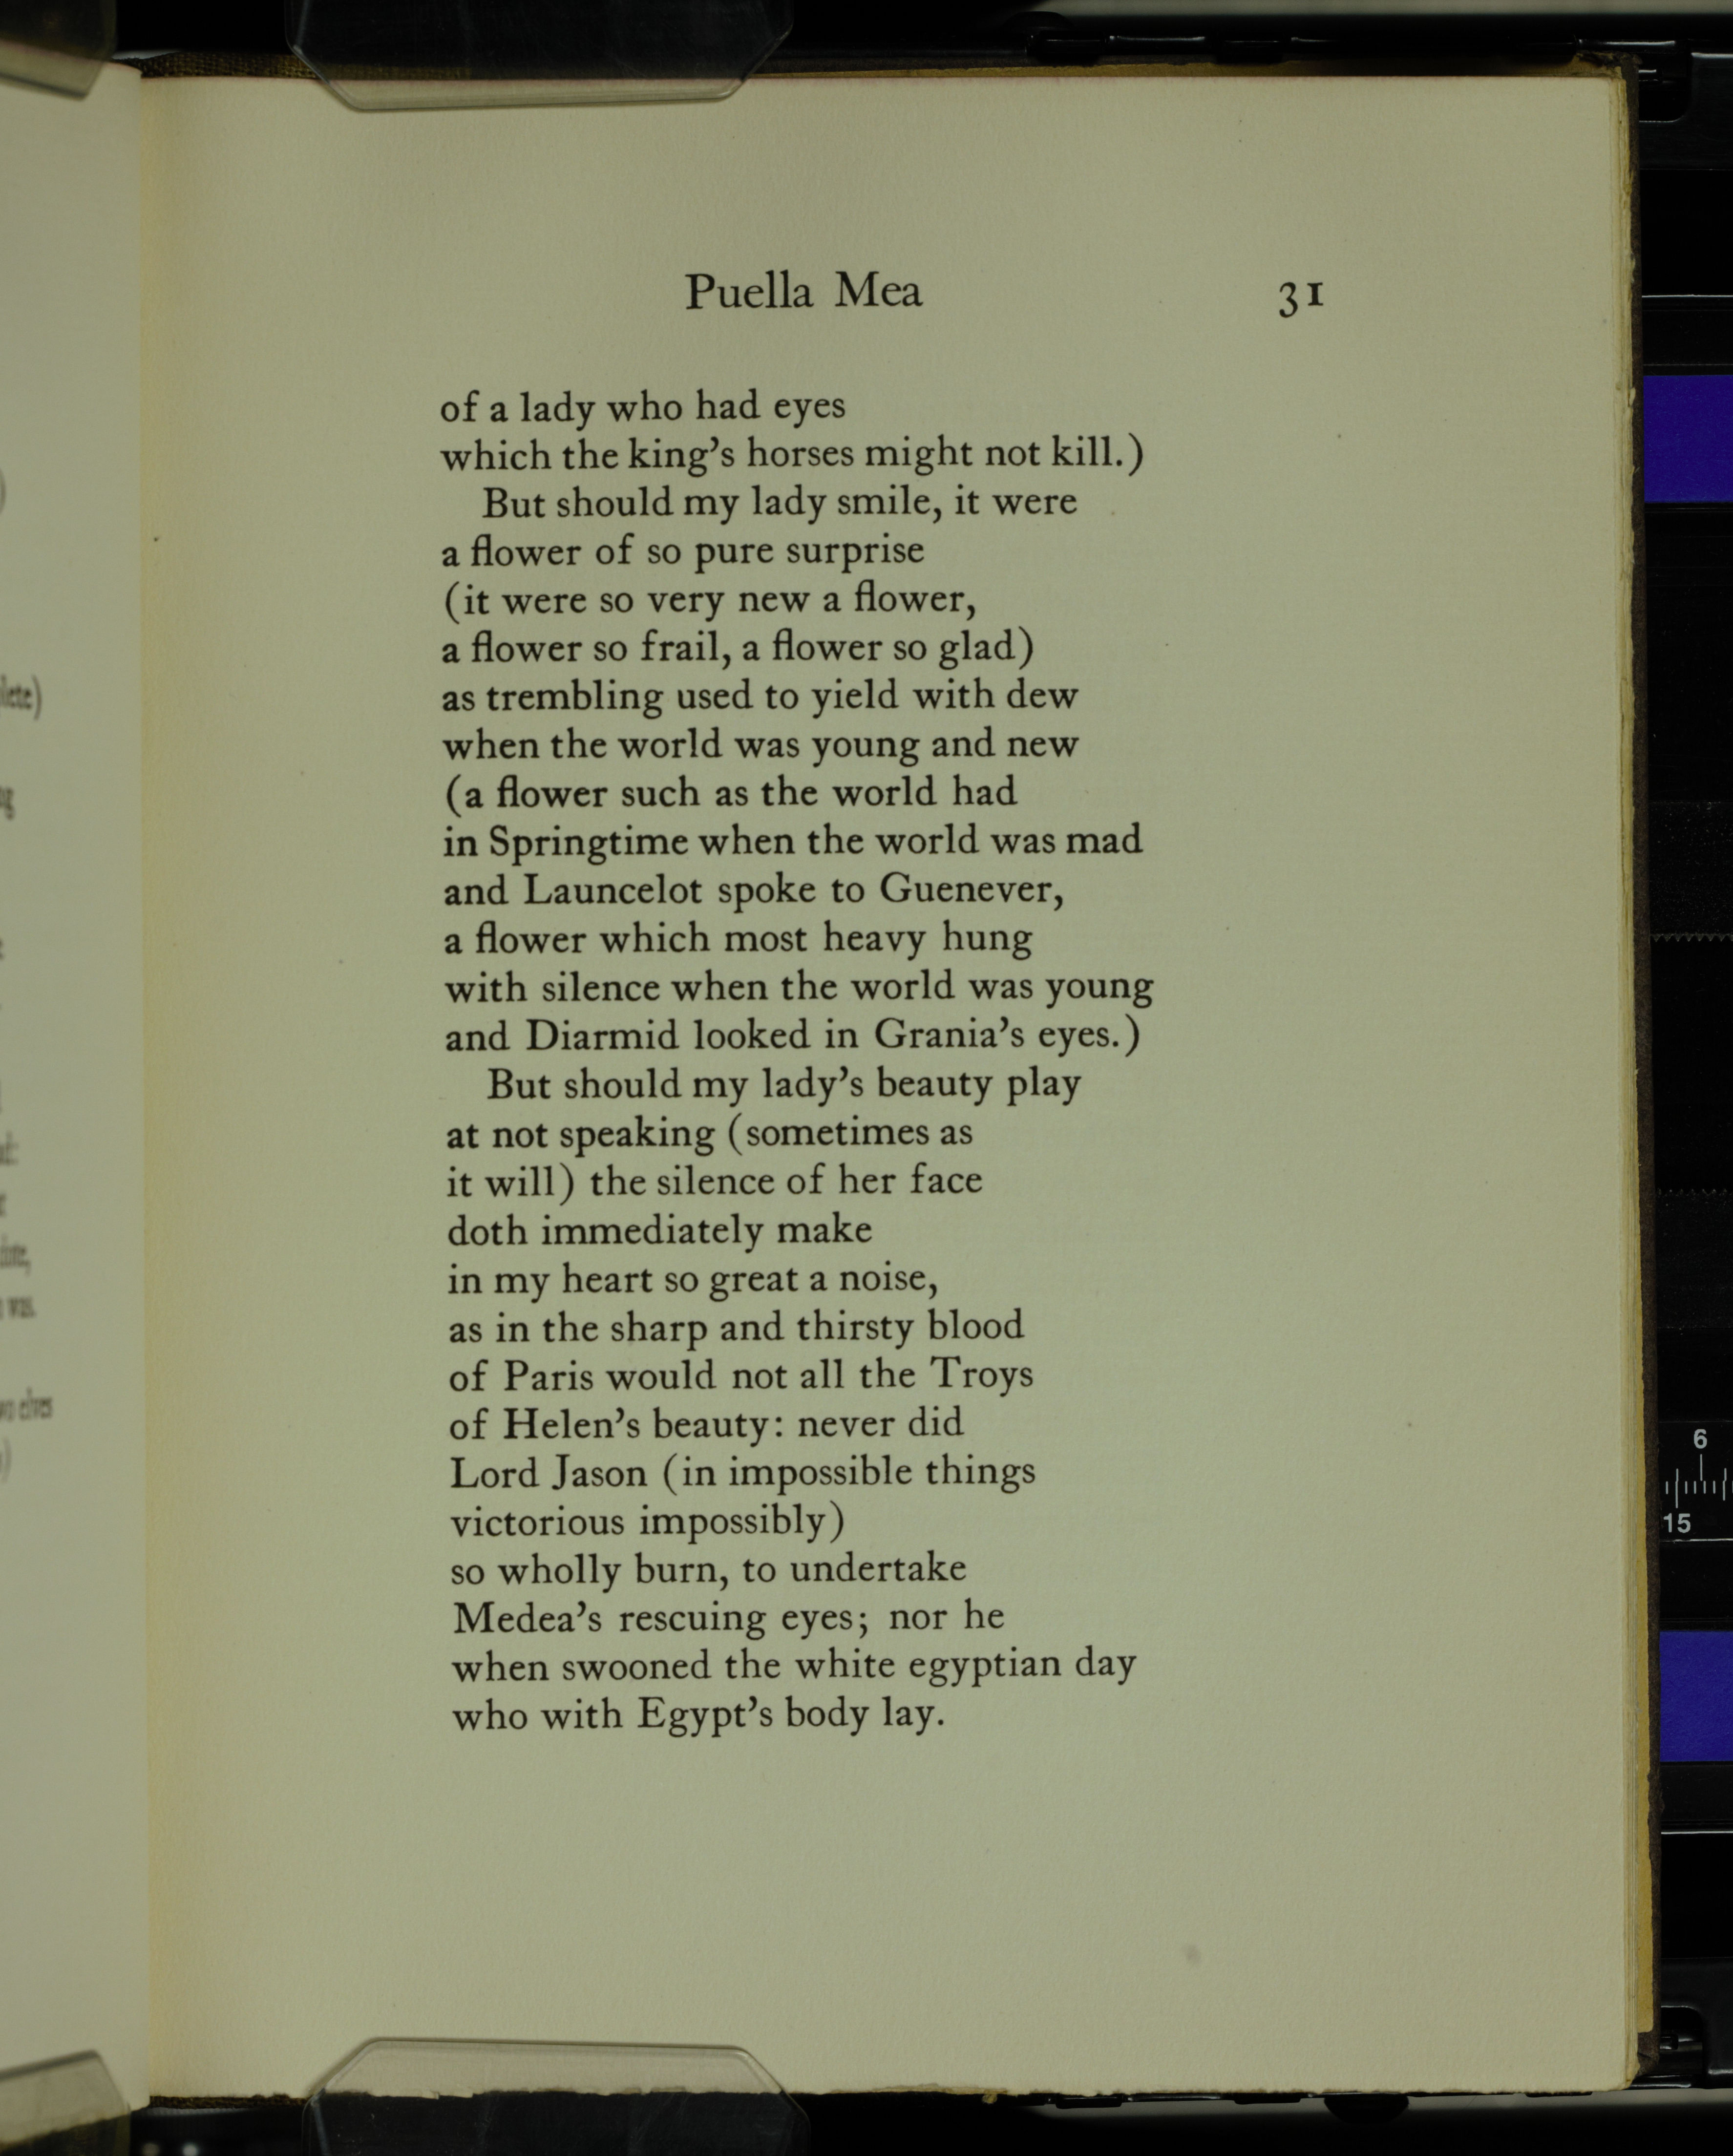 Puella Mea 31
of a lady who had eyes
which the king's horses might not kill.)
But should my lady smile, it were
a flower of so pure surprise
(it were so very new a flower,
a flower so frail, a flower so glad)
as trembling used to yield with dew
when the world was young and new
(a flower such as the world had
in Springtime when the world was mad
and Launcelot spoke to Guenever,
a flower which most heavy hung
with silence when the world was young
and Diarmid looked in Grania's eyes.)
But should my lady's beauty play
at not speaking (sometimes as
it will) the silence of her face
doth immediately make
in my heart so great a noise,
as in the sharp and thirsty blood
of Paris would not all the Troys
of Helen's beauty: never did
Lord Jason (in impossible things
victorious impossibly)
so wholly burn, to undertake
Medea's rescuing eyes; nor he
when swooned the white egyptian day
who with Egypt's body lay.
6
15
was.
elves